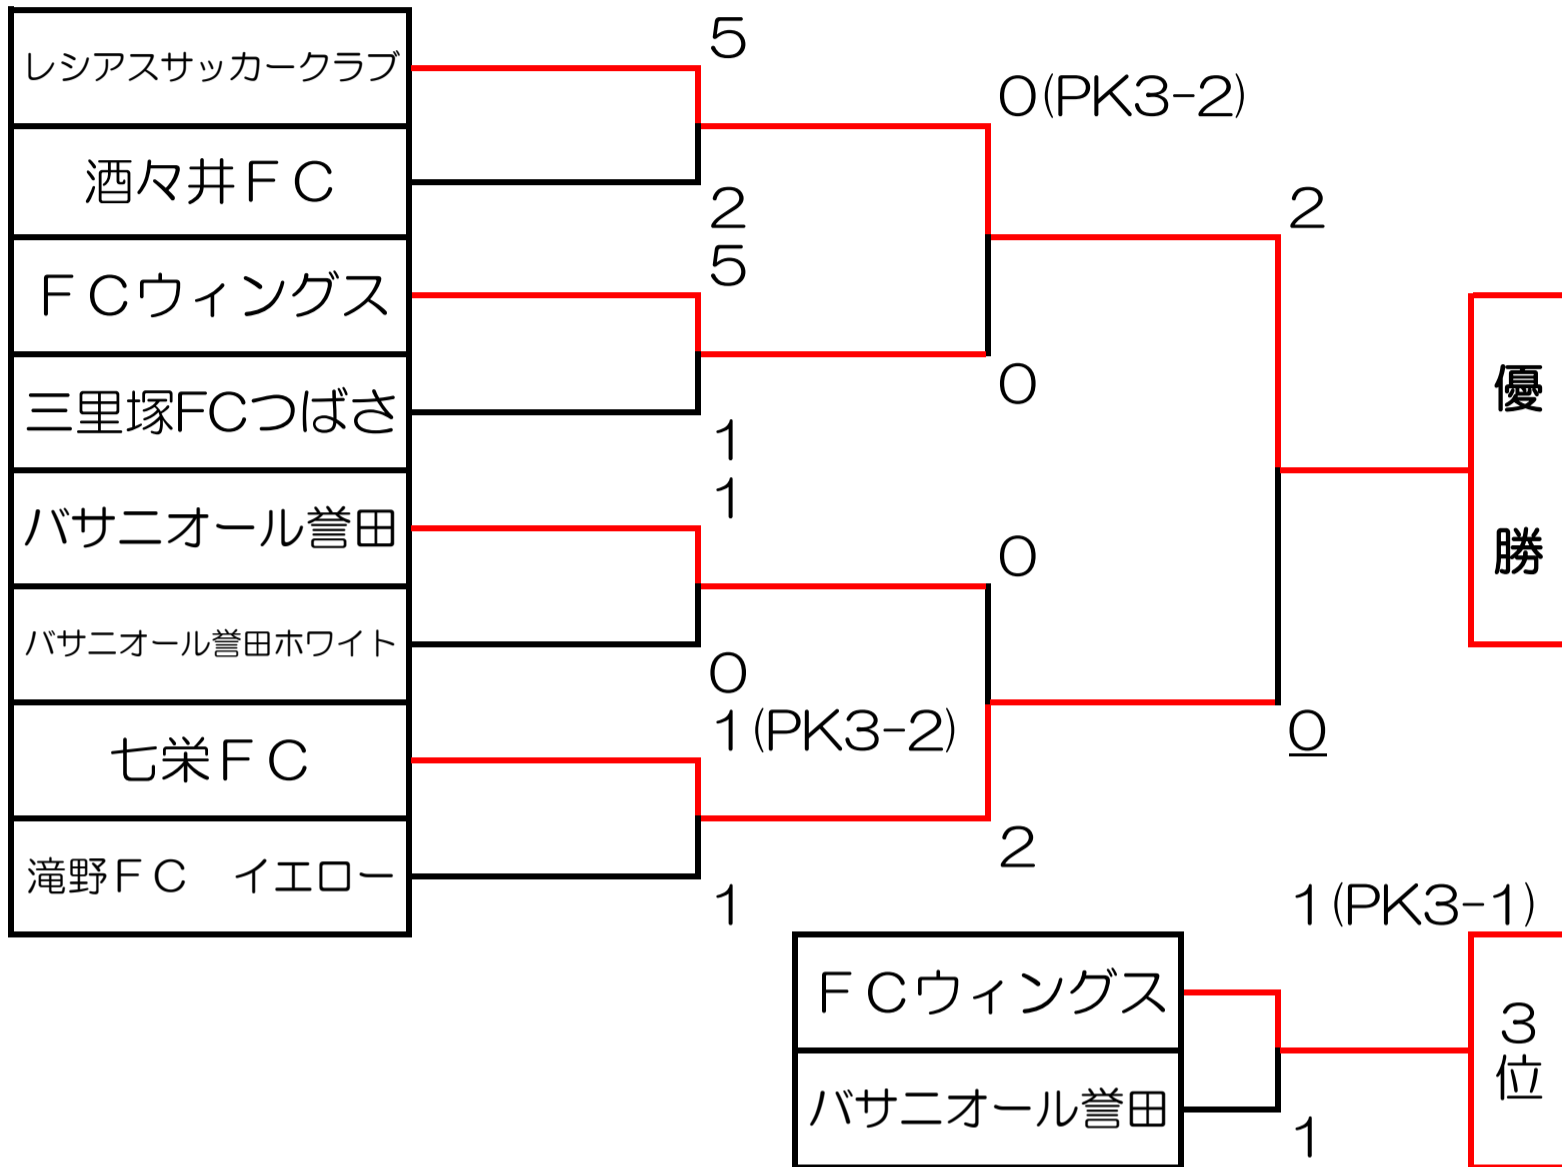 レシアスサッカークラブ
酒々井ＦＣ
ＦＣウィングス
三里塚FCつばさ
バサニオール誉田
バサニオール誉田ホワイト
七栄ＦＣ
滝野ＦＣ　イエロー
5
2
5
1
1
0
1(PK3-2)
1
0(PK3-2)
0
0
2
2
0
優
勝
ＦＣウィングス
バサニオール誉田
1(PK3-1)
1
3
位